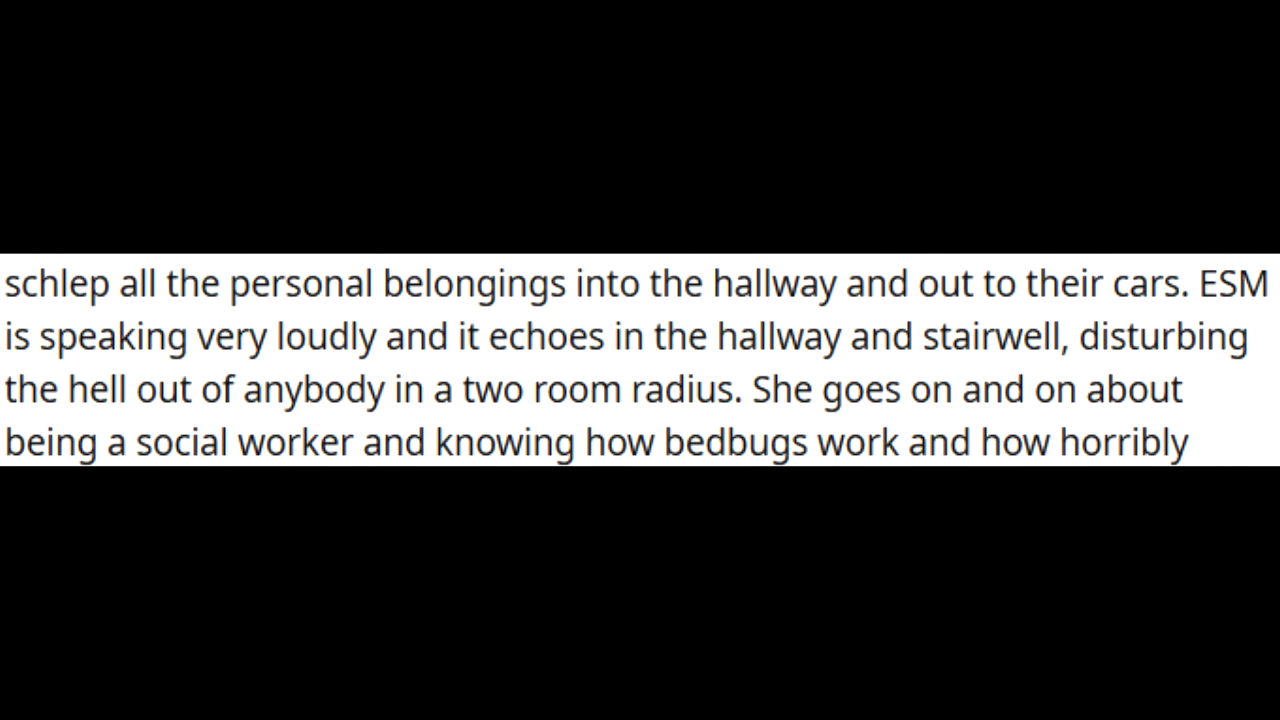 schlep all the personal belongings into the hallway and out to their cars. ESM
is speaking very loudly and it echoes in the hallway and stairwell, disturbing
the hell out of anybody in a two room radius. She goes on and on about
being a social worker and knowing how bedbugs work and how horribly